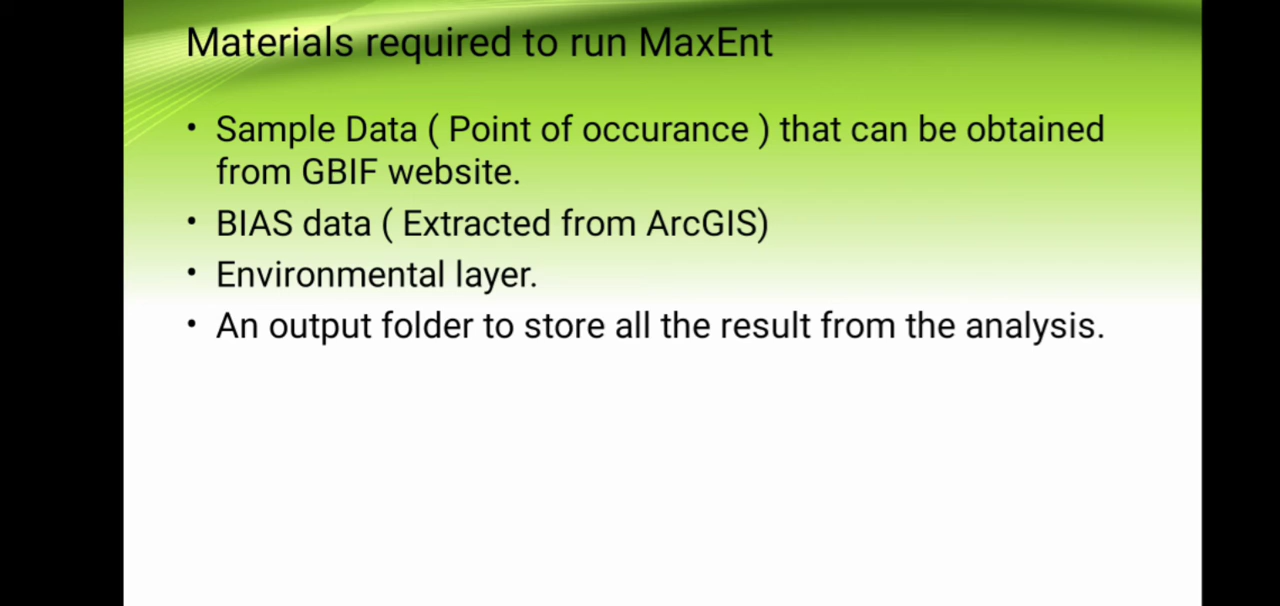 Materials required to run MaxEnt
• Sample Data ( Point of occurance ) that can be obtained
from GBIF website.
• BIAS data ( Extracted from ArcGIS)
• Environmental layer.
• An output folder to store all the result from the analysis.